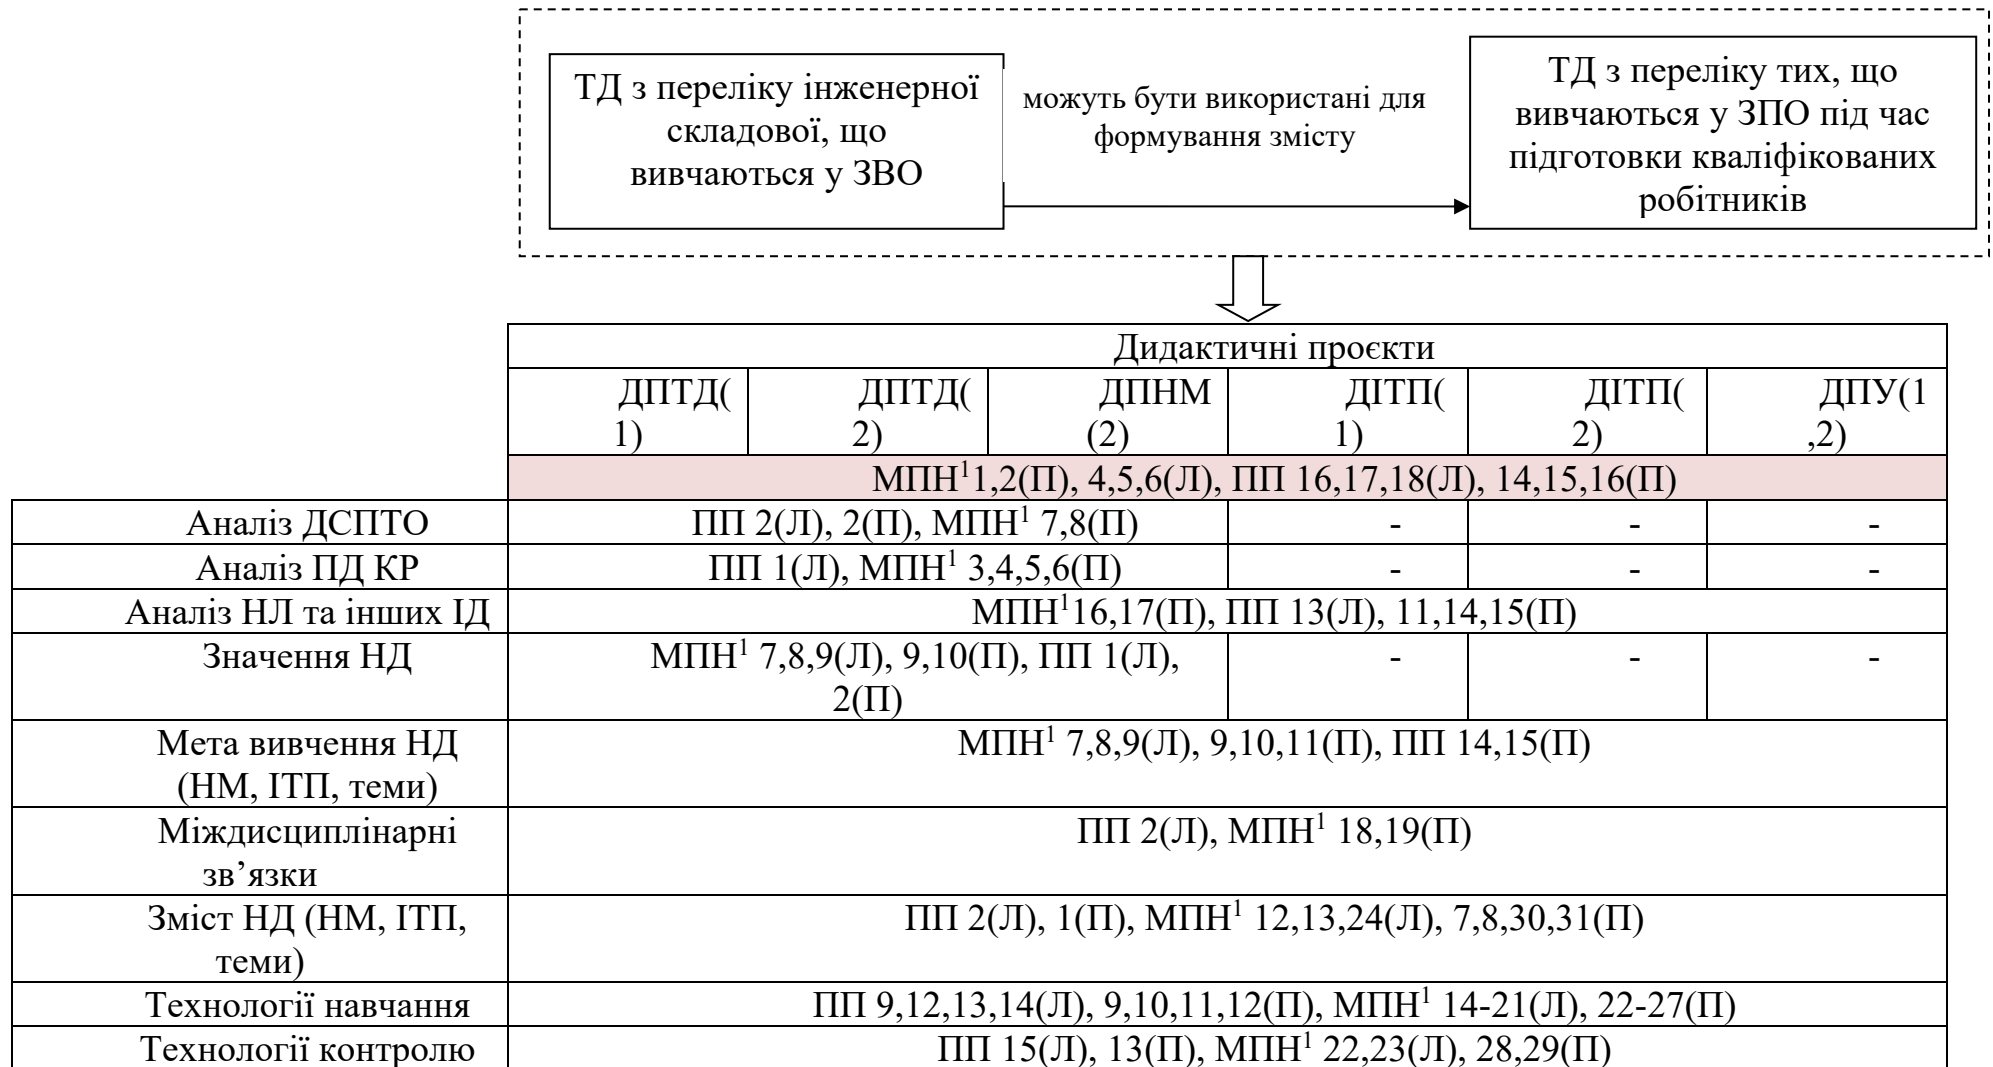 ТД з переліку інженерної
складової, що
вивчаються у ЗВО
можуть бути використані для
формування змісту
ТД з переліку тих, що
вивчаються у ЗПО під час
підготовки кваліфікованих
робітників
Дидактичні проєкти
ДПТД(
1)
ДПТД(
2)
ДПНМ
(2)
ДІТП(
1)
ДІТП(
2)
ДПУ(1
,2)
МПН¹1,2(П), 4,5,6(Л), ПП 16,17,18(Л), 14,15,16(П)
Аналіз ДСПТО
ПП 2(Л), 2(П), МПН¹ 7,8(П)
-
-
-
Аналіз ПД КР
ПП 1(Л), МПН¹ 3,4,5,6(П)
-
-
-
Аналіз НЛ та інших ІД
МПН¹16,17(П), ПП 13(Л), 11,14,15(П)
Значення НД
МПН¹ 7,8,9(Л), 9,10(П), ПП 1(Л),
2(П)
-
-
-
Мета вивчення НД
(НМ, ІТП, теми)
МПН¹ 7,8,9(Л), 9,10,11(П), ПП 14,15(П)
Міждисциплінарні
зв’язки
ПП 2(Л), МПН¹ 18,19(П)
Зміст НД (НМ, ІТП,
теми)
ПП 2(Л), 1(П), МПН¹ 12,13,24(Л), 7,8,30,31(П)
Технології навчання
ПП 9,12,13,14(Л), 9,10,11,12(П), МПН¹ 14-21(Л), 22-27(П)
Технології контролю
ПП 15(Л), 13(П), МПН¹ 22,23(Л), 28,29(П)